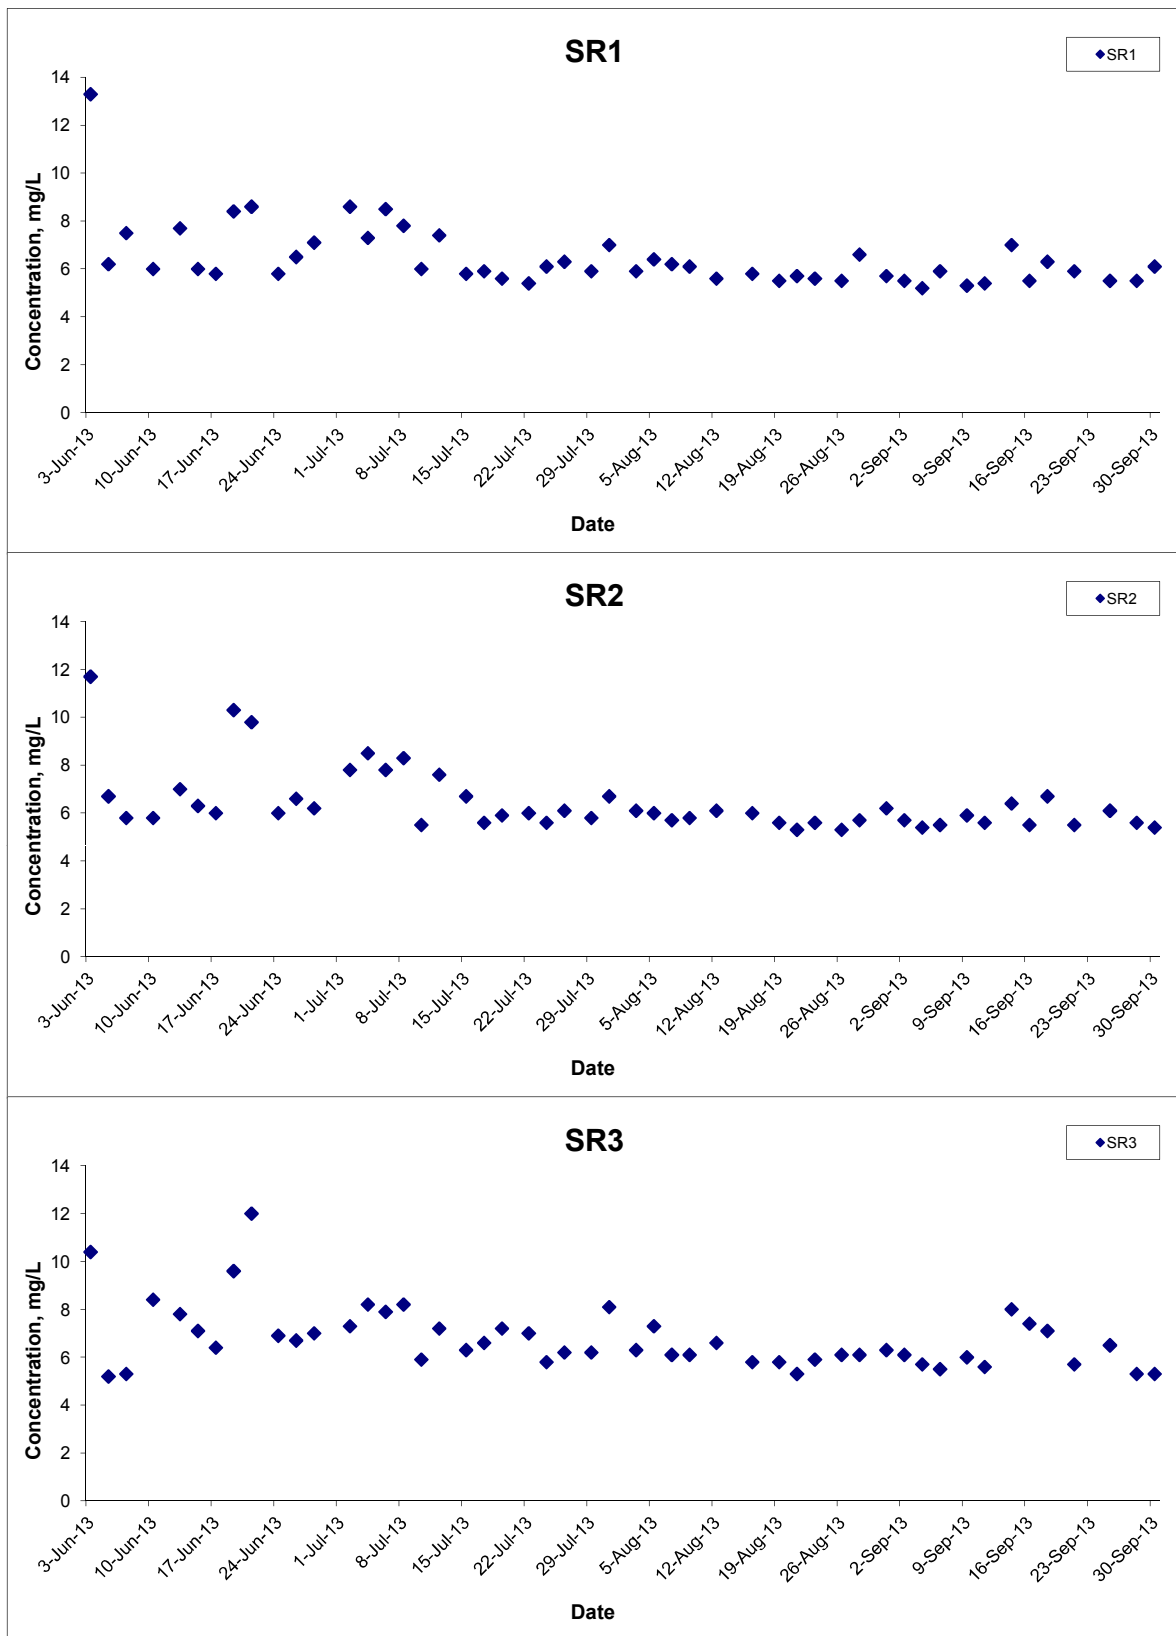 SR1
SR1
Concentration, mg/L
14
12
10
8
6
4
2
0
3-Jun-13
10-Jun-13
17-Jun-13
24-Jun-13
1-Jul-13
8-Jul-13
15-Jul-13
22-Jul-13
29-Jul-13
5-Aug-13
12-Aug-13
19-Aug-13
26-Aug-13
2-Sep-13
9-Sep-13
16-Sep-13
23-Sep-13
30-Sep-13
Date
SR2
SR2
Concentration, mg/L
14
12
10
8
6
4
2
0
3-Jun-13
10-Jun-13
17-Jun-13
24-Jun-13
1-Jul-13
8-Jul-13
15-Jul-13
22-Jul-13
29-Jul-13
5-Aug-13
12-Aug-13
19-Aug-13
26-Aug-13
2-Sep-13
9-Sep-13
16-Sep-13
23-Sep-13
30-Sep-13
Date
SR3
SR3
Concentration, mg/L
14
12
10
8
6
4
2
0
3-Jun-13
10-Jun-13
17-Jun-13
24-Jun-13
1-Jul-13
8-Jul-13
15-Jul-13
22-Jul-13
29-Jul-13
5-Aug-13
12-Aug-13
19-Aug-13
26-Aug-13
2-Sep-13
9-Sep-13
16-Sep-13
23-Sep-13
30-Sep-13
Date